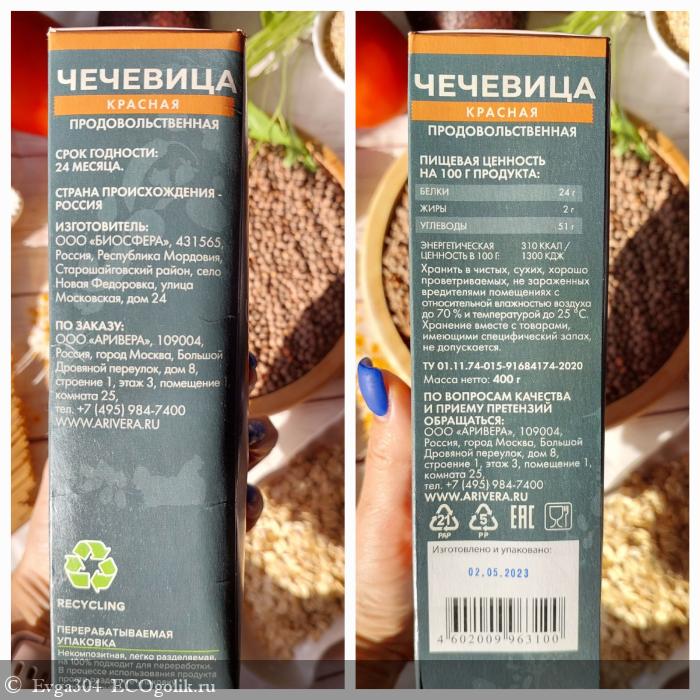 ЧЕЧЕВИЦА
КРАСНАЯ
ПРОДОВОЛЬСТВЕННАЯ
СРОК ГОДНОСТИ:
24 МЕСЯЦА.
СТРАНА ПРОИСХОЖДЕНИЯ -
РОССИЯ
ИЗГОТОВИТЕЛЬ:
ООО «БИОСФЕРА», 431565,
Россия, Республика Мордовия,
Старошайговский район, село
Новая Федоровка, улица
Московская, дом 24
ПО ЗАКАЗУ:
ООО «АРИВЕРА», 109004,
Россия, город Москва, Большой
Дровяной переулок, дом 8,
строение 1, этаж 3, помещение 1,
комната 25,
тел. +7 (495) 984-7400
WWW.ARIVERA.RU
RECYCLING
ПЕРЕРАБАТЫВАЕМАЯ
УПАКОВКА
Некомпозитная, легко разделяемая,
на 100% подходит для переработки.
В процессе использования продукта
ЧЕЧЕВИЦА
КРАСНАЯ
ПРОДОВОЛЬСТВЕННАЯ
ПИЩЕВАЯ ЦЕННОСТЬ
НА 100 Г ПРОДУКТА:
БЕЛКИ 24 г
ЖИРЫ 2 г
УГЛЕВОДЫ 51 г
ЭНЕРГЕТИЧЕСКАЯ 310 ККАЛ /
ЦЕННОСТЬ В 100 Г: 1300 КДЖ
Хранить в чистых, сухих, хорошо
проветриваемых, не зараженных
вредителями помещениях с
относительной влажностью воздуха
до 70 % и температурой до 25 °C.
Хранение вместе с товарами,
имеющими специфический запах,
не допускается.
ТУ 01.11.74-015-91684174-2020
Масса нетто: 400 г
ПО ВОПРОСАМ КАЧЕСТВА
И ПРИЕМУ ПРЕТЕНЗИЙ
ОБРАЩАТЬСЯ:
ООО «АРИВЕРА», 109004,
Россия, город Москва, Большой
Дровяной переулок, дом 8,
строение 1, этаж 3, помещение 1,
комната 25,
тел. +7 (495) 984-7400
WWW.ARIVERA.RU
21 5 EAC
PAP PP
Изготовлено и упаковано:
02.05.2023
4 602009 963100
© Evga304 ECOgolik.ru